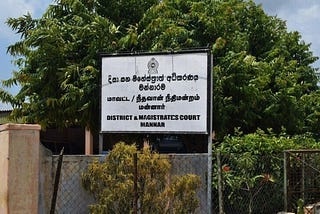 දිසා සහ මහේස්ත්‍රාත් අධිකරණය
මන්නාරම
மாவட்ட / நீதவான் நீதிமன்றம்
மன்னார்
DISTRICT & MAGISTRATES COURT
MANNAR